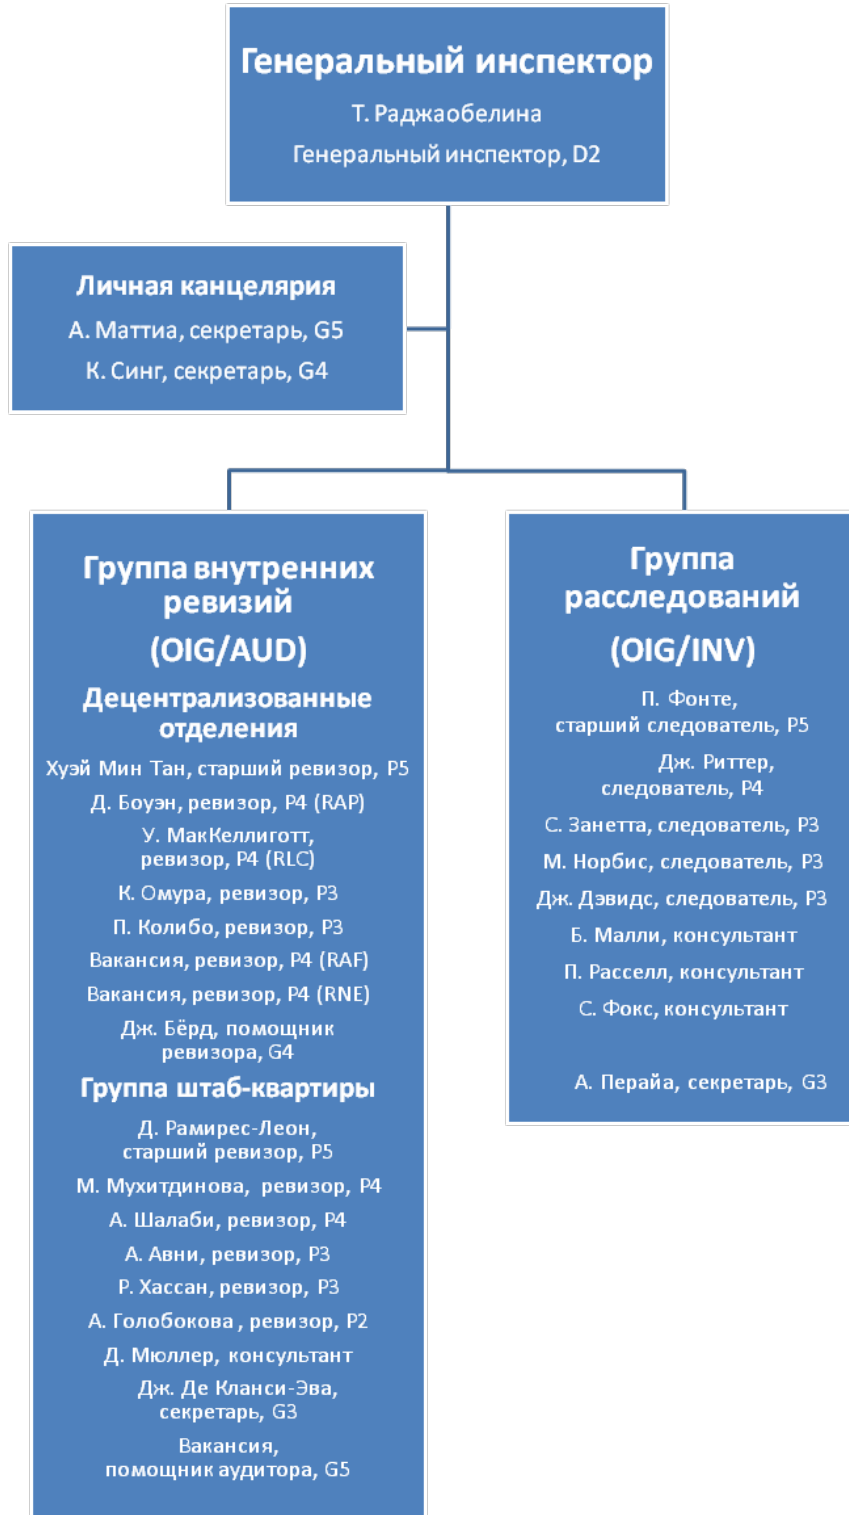 Генеральный инспектор
Т. Раджаобелина
Генеральный инспектор, D2
Личная канцелярия
А. Маттиа, секретарь, G5
К. Синг, секретарь, G4
Группа внутренних
ревизий
(OIG/AUD)
Децентрализованные
отделения
Хуэй Мин Тан, старший ревизор, P5
Д. Боуэн, ревизор, P4 (RAP)
У. МакКеллиготт,
ревизор, P4 (RLC)
К. Омура, ревизор, P3
П. Колибо, ревизор, P3
Вакансия, ревизор, P4 (RAF)
Вакансия, ревизор, P4 (RNE)
Дж. Бёрд, помощник
ревизора, G4
Группа штаб-квартиры
Д. Рамирес-Леон,
старший ревизор, P5
М. Мухитдинова, ревизор, P4
А. Шалаби, ревизор, P4
А. Авни, ревизор, P3
Р. Хассан, ревизор, P3
А. Голобокова , ревизор, P2
Д. Мюллер, консультант
Дж. Де Кланси-Эва,
секретарь, G3
Вакансия,
помощник аудитора, G5
Группа
расследований
(OIG/INV)
П. Фонте,
старший следователь, P5
Дж. Риттер,
следователь, P4
С. Занетта, следователь, P3
М. Норбис, следователь, P3
Дж. Дэвидс, следователь, P3
Б. Малли, консультант
П. Расселл, консультант
С. Фокс, консультант
А. Перайа, секретарь, G3